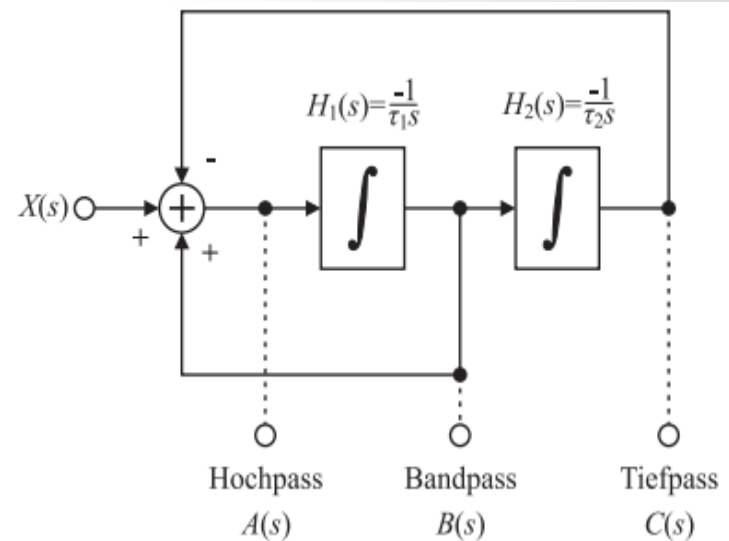 H₁(s)=-1/τ₁s
H₂(s)=-1/τ₂s
-
X(s)
+
+
+
∫
∫
Hochpass
Bandpass
Tiefpass
A(s)
B(s)
C(s)